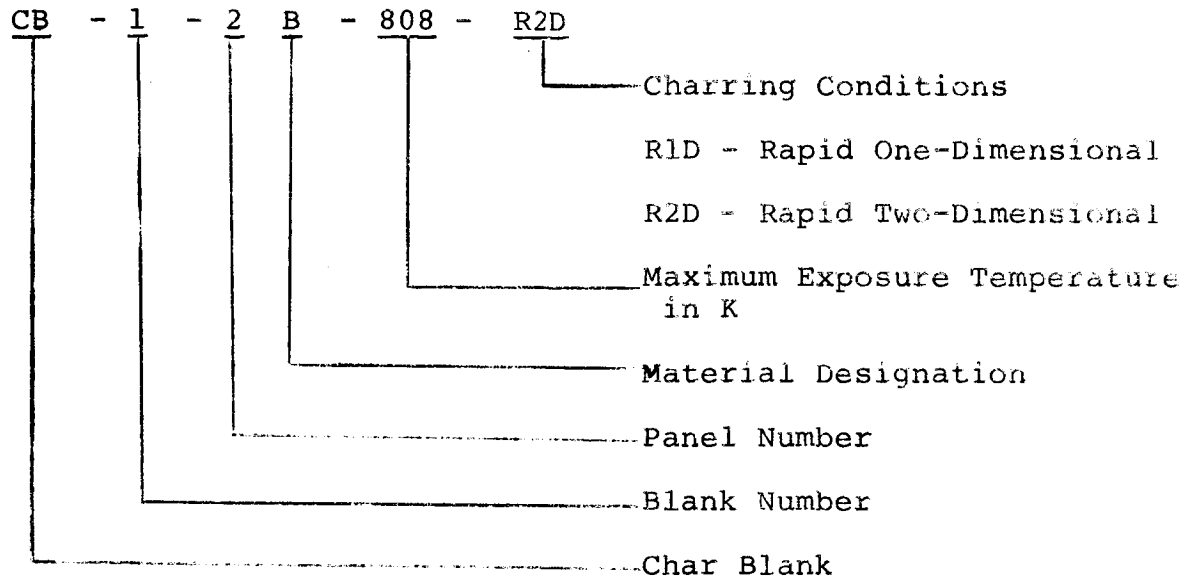 CB - 1 - 2 B - 808 - R2D
Charring Conditions
R1D - Rapid One-Dimensional
R2D - Rapid Two-Dimensional
Maximum Exposure Temperature
in K
Material Designation
Panel Number
Blank Number
Char Blank